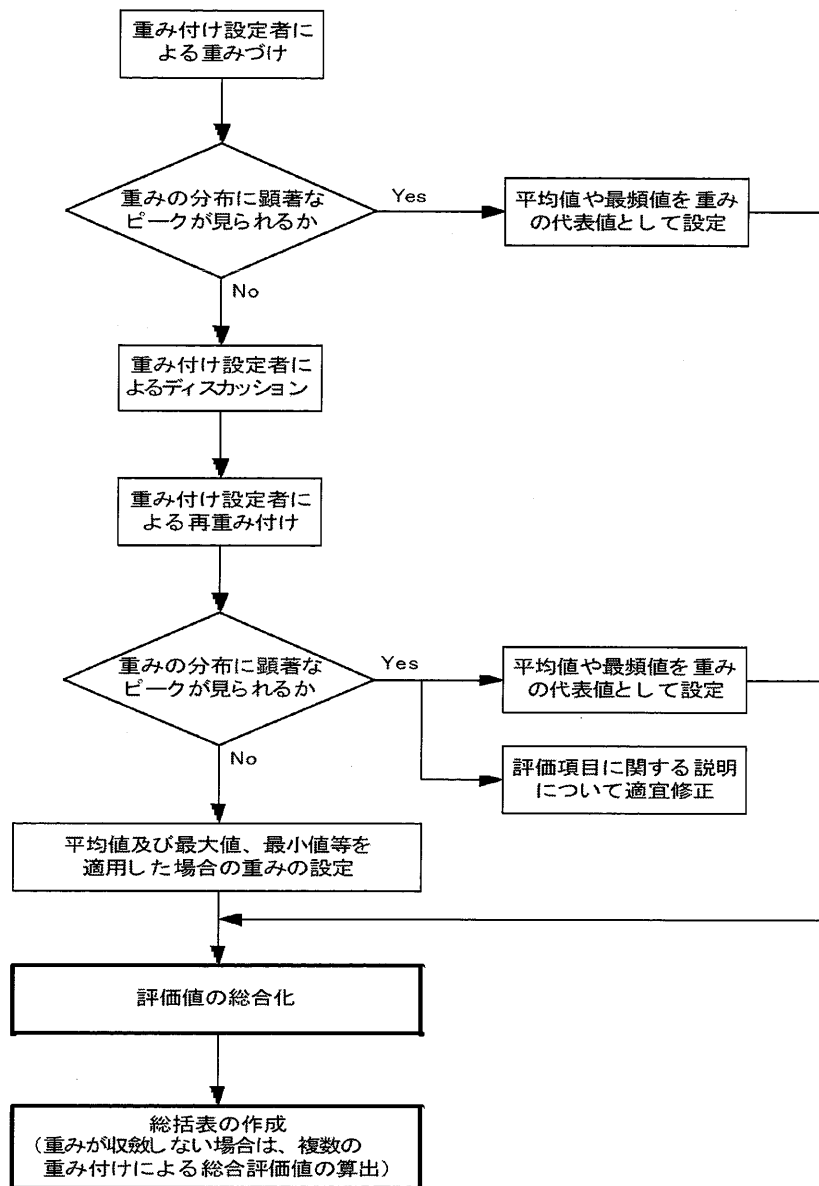 重み付け設定者
による重みづけ
重みの分布に顕著な
ピークが見られるか
Yes
平均値や最頻値を重み
の代表値として設定
No
重み付け設定者に
よるディスカッション
重み付け設定者
による再重み付け
重みの分布に顕著な
ピークが見られるか
Yes
平均値や最頻値を重み
の代表値として設定
評価項目に関する説明
について適宜修正
No
平均値及び最大値、最小値等を
適用した場合の重みの設定
評価値の総合化
総括表の作成
（重みが収斂しない場合は、複数の
重み付けによる総合評価値の算出）